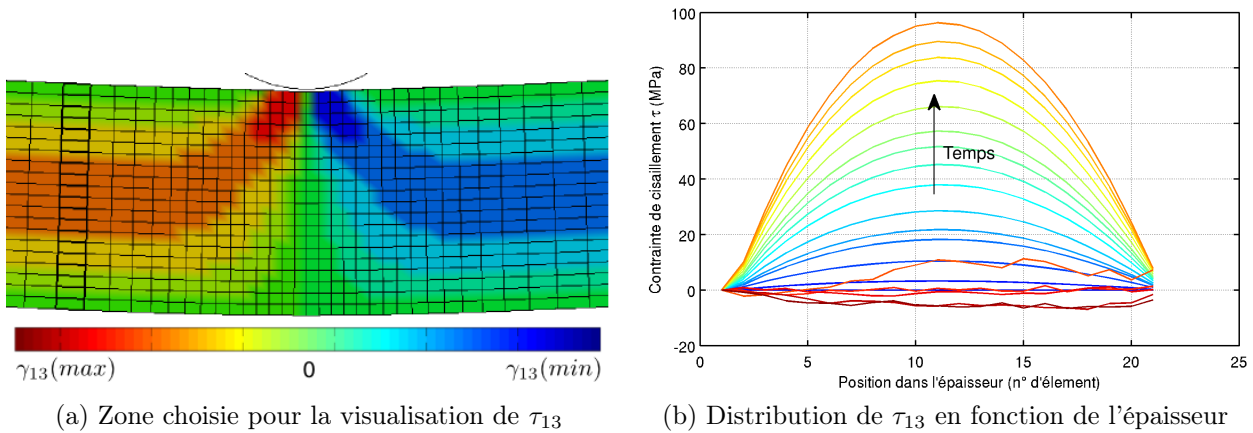 γ13(max) 0 γ13(min)
(a) Zone choisie pour la visualisation de τ13
100
80
60
40
20
0
-20
Contrainte de cisaillement τ (MPa)
Temps
0 5 10 15 20 25
Position dans l'épaisseur (n° d'élement)
(b) Distribution de τ13 en fonction de l'épaisseur